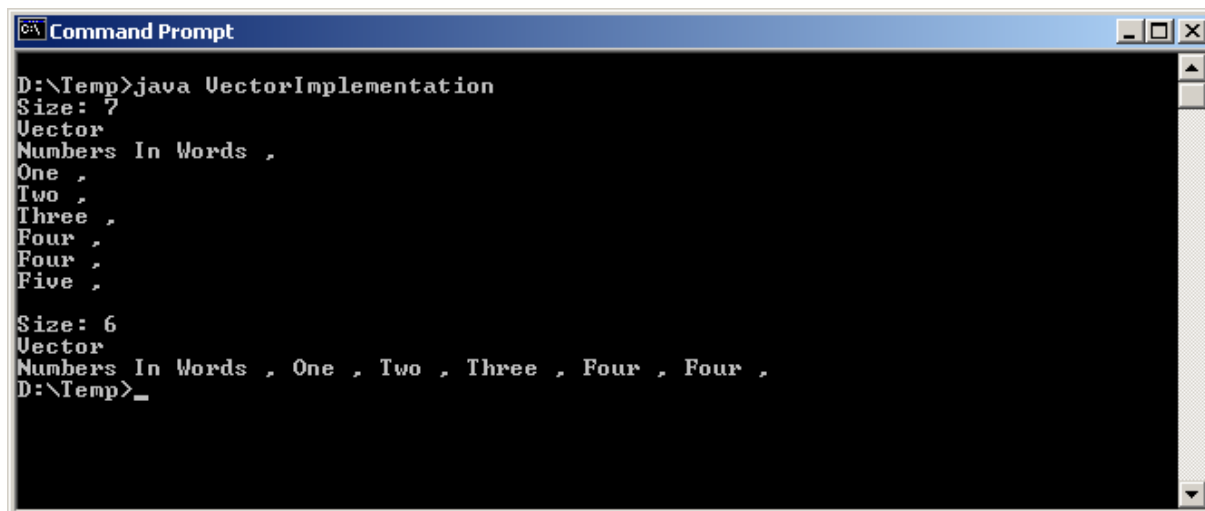 Command Prompt
D:\Temp>java VectorImplementation
Size: 7
Vector
Numbers In Words ,
One ,
Two ,
Three ,
Four ,
Four ,
Five ,
Size: 6
Vector
Numbers In Words , One , Two , Three , Four , Four ,
D:\Temp>_